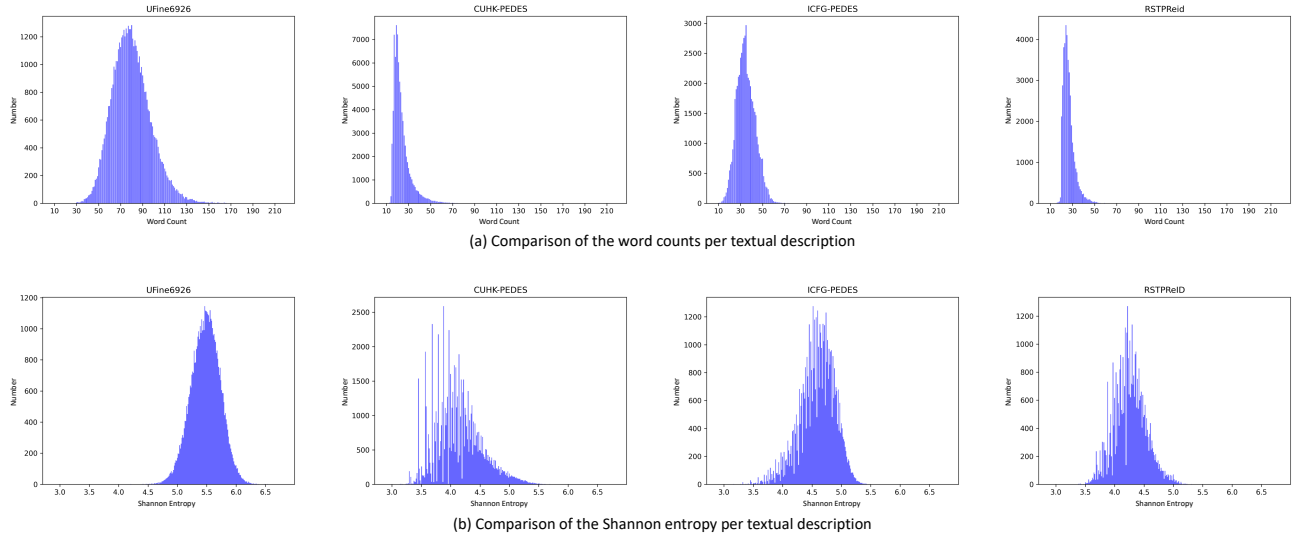 UFine6926
CUHK-PEDES
ICFG-PEDES
RSTPReid
1200
1000
800
600
400
200
0
Number
10 30 50 70 90 110 130 150 170 190 210
Word Count
7000
6000
5000
4000
3000
2000
1000
0
Number
10 30 50 70 90 110 130 150 170 190 210
Word Count
3000
2500
2000
1500
1000
500
0
Number
10 30 50 70 90 110 130 150 170 190 210
Word Count
4000
3000
2000
1000
0
Number
10 30 50 70 90 110 130 150 170 190 210
Word Count
(a) Comparison of the word counts per textual description
UFine6926
CUHK-PEDES
ICFG-PEDES
RSTPReID
1200
1000
800
600
400
200
0
Number
3.0 3.5 4.0 4.5 5.0 5.5 6.0 6.5
Shannon Entropy
2500
2000
1500
1000
500
0
Number
3.0 3.5 4.0 4.5 5.0 5.5 6.0 6.5
Shannon Entropy
1200
1000
800
600
400
200
0
Number
3.0 3.5 4.0 4.5 5.0 5.5 6.0 6.5
Shannon Entropy
1200
1000
800
600
400
200
0
Number
3.0 3.5 4.0 4.5 5.0 5.5 6.0 6.5
Shannon Entropy
(b) Comparison of the Shannon entropy per textual description